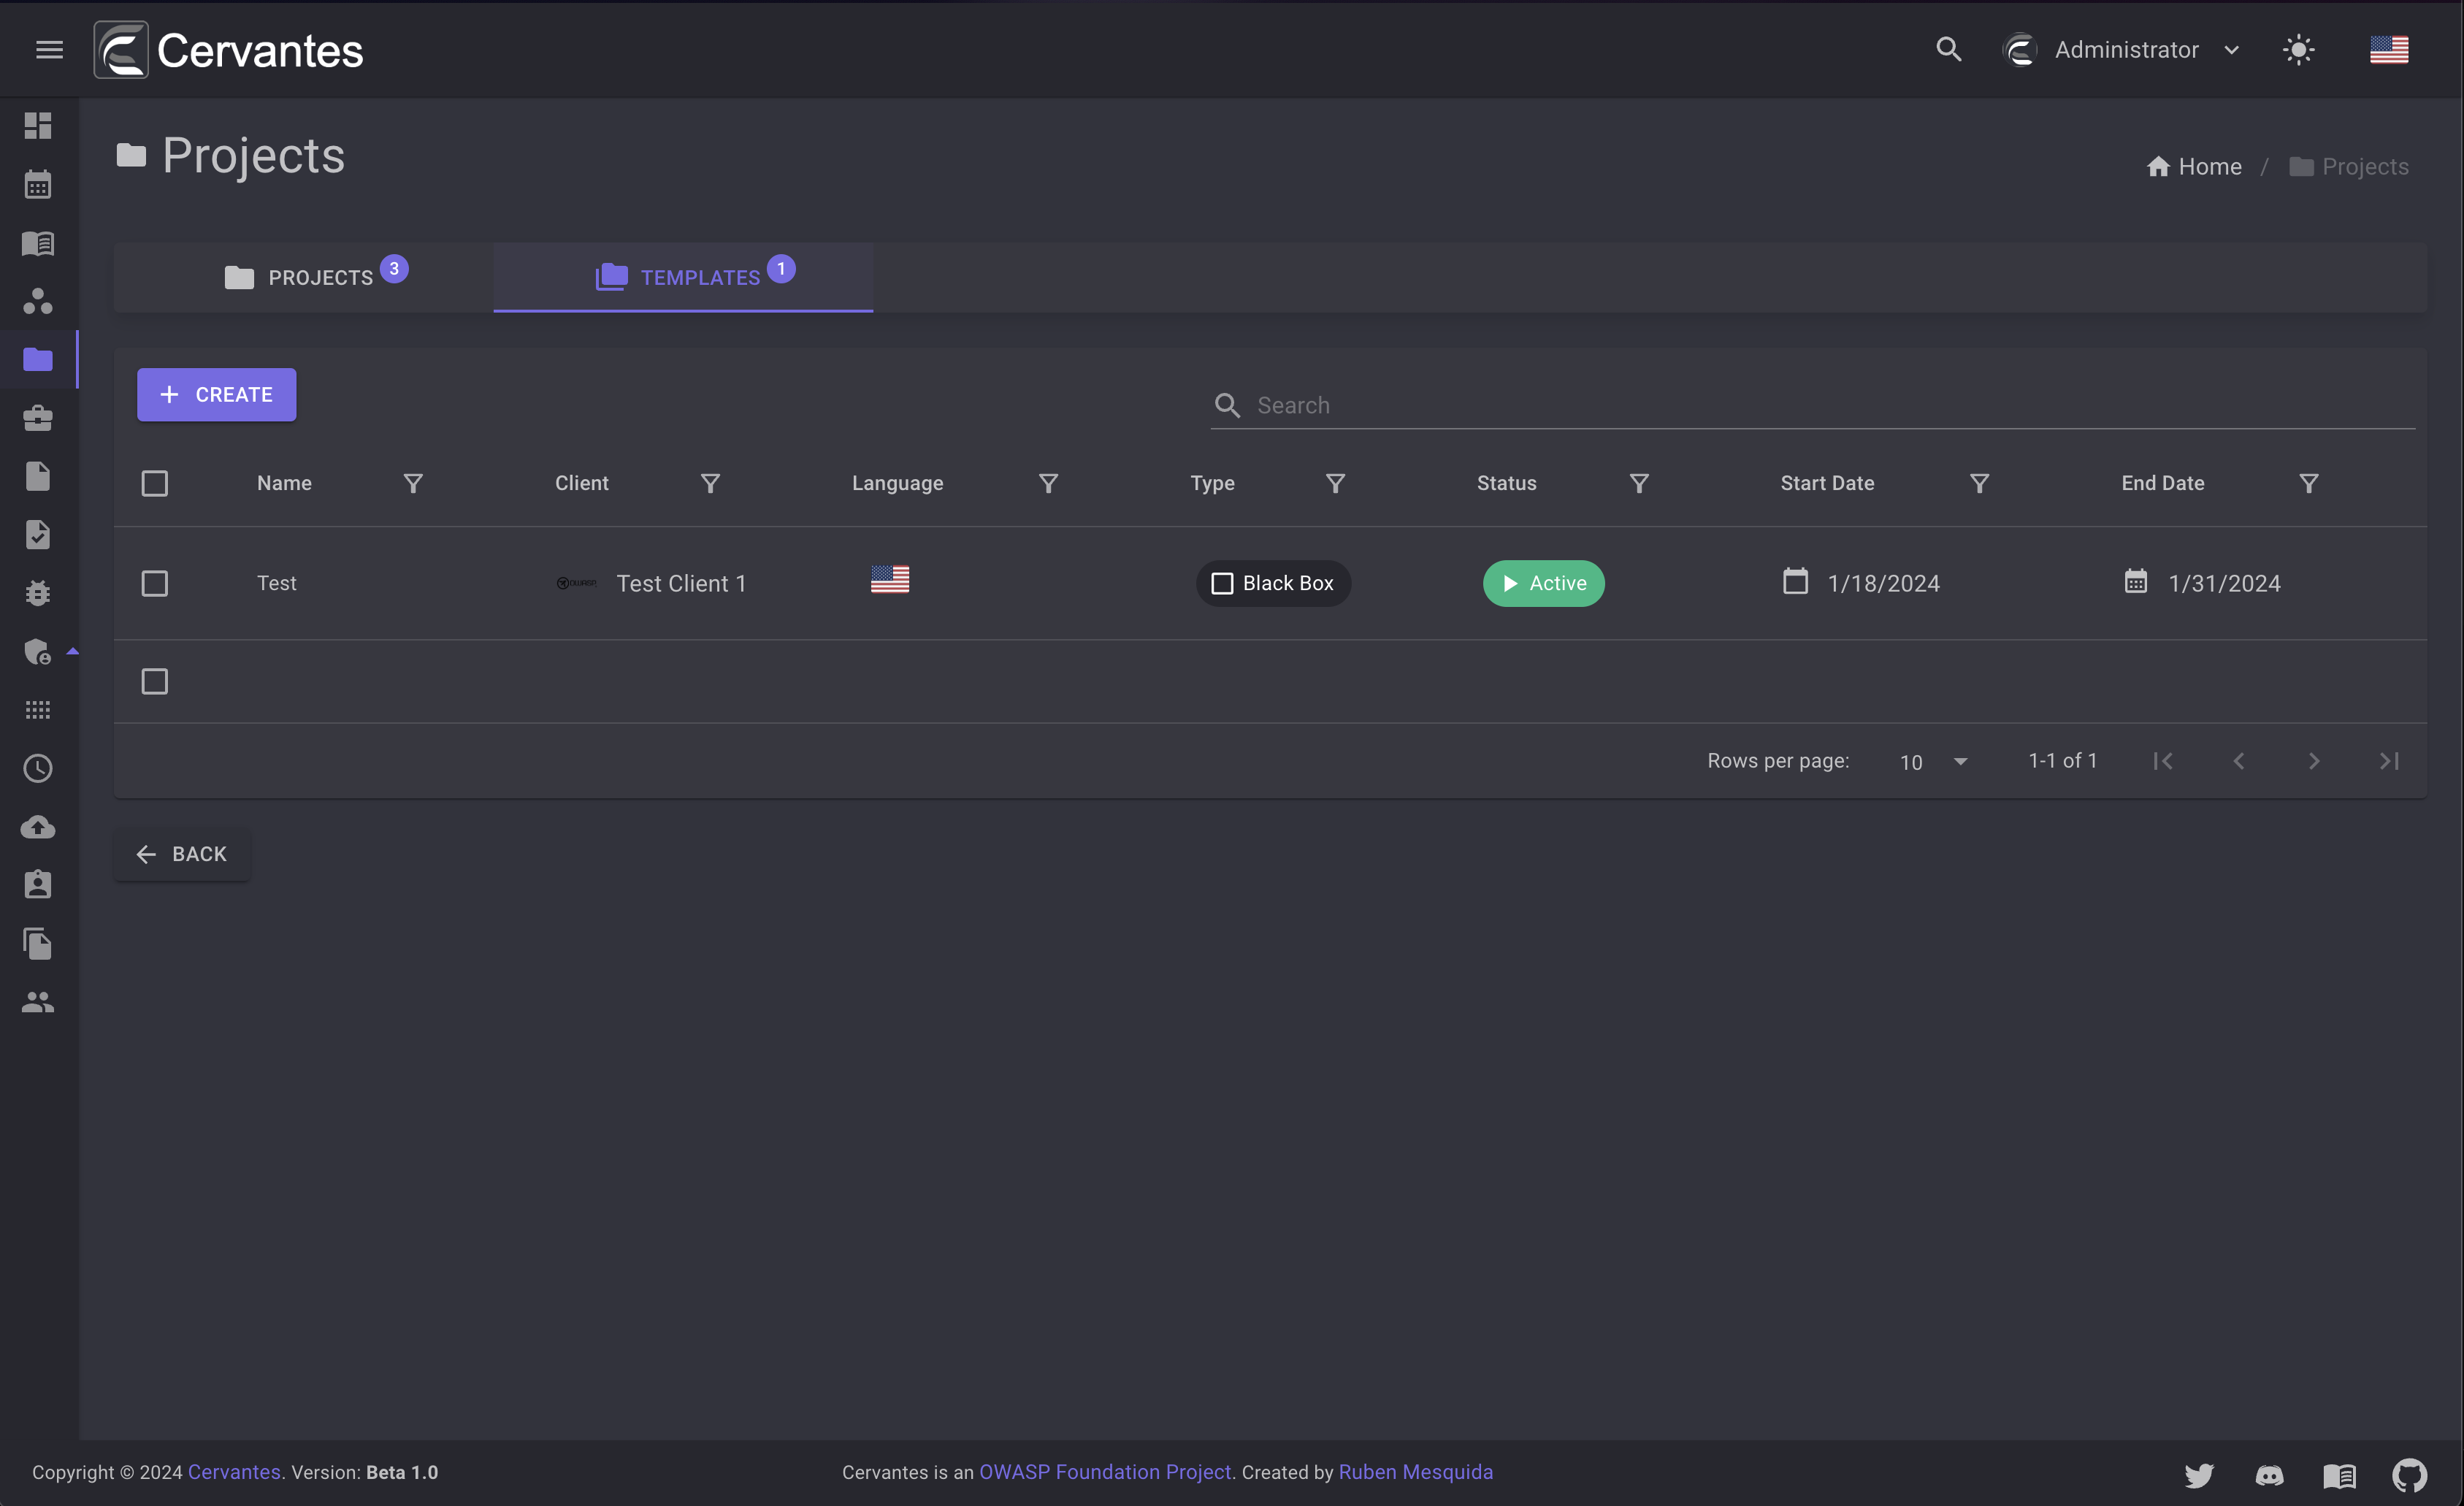 Cervantes
Administrator
Projects
Home / Projects
PROJECTS 3
TEMPLATES 1
CREATE
Search
Name Client Language Type Status Start Date End Date
Test Test Client 1 Black Box Active 1/18/2024 1/31/2024
Rows per page: 10 1-1 of 1
BACK
Copyright © 2024 Cervantes. Version: Beta 1.0
Cervantes is an OWASP Foundation Project. Created by Ruben Mesquida